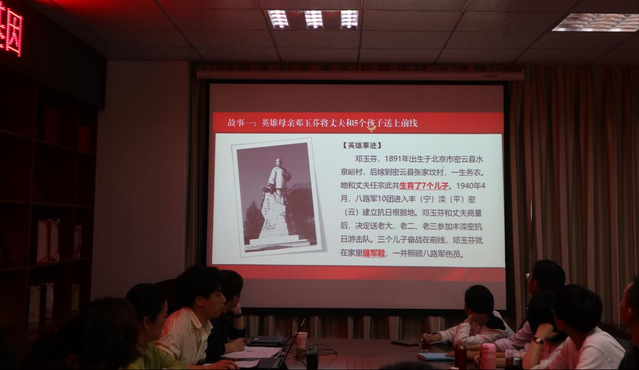 因
故事一：英雄母亲邓玉芬将丈夫和5个孩子送上前线
【英雄事迹】
邓玉芬，1891年出生于北京市密云县水
泉峪村，后嫁到密云县张家坟村，一生务农。
她和丈夫任宗武共生育了7个儿子。1940年4
月，八路军10团进入丰（宁）滦（平）密
（云）建立抗日根据地。邓玉芬和丈夫商量
后，决定送老大、老二、老三参加丰滦密抗
日游击队。三个儿子奋战在前线，邓玉芬就
在家里缝军鞋，一并照顾八路军伤员。